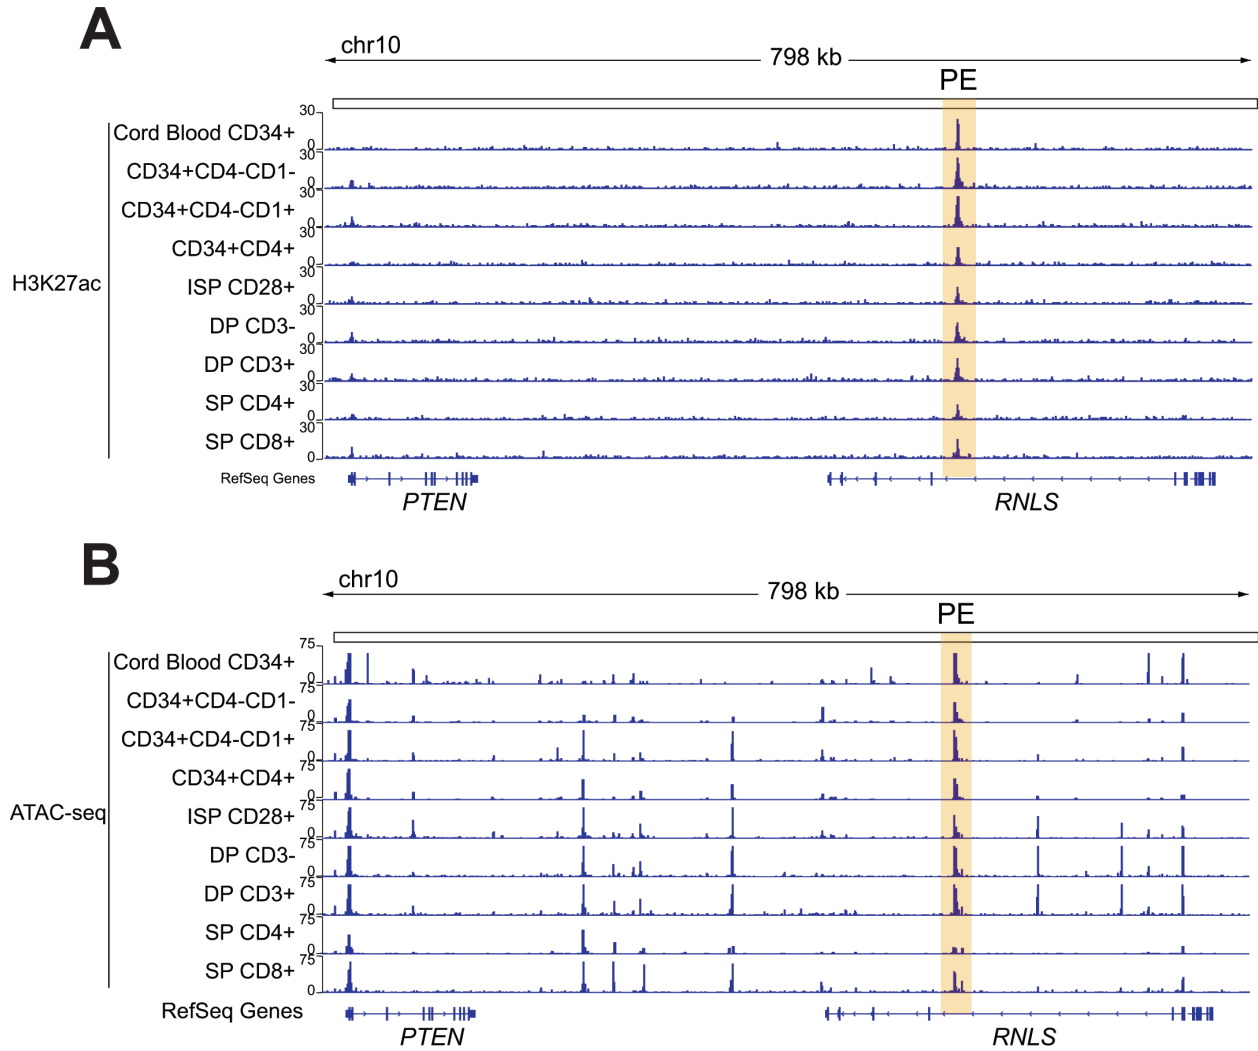 A
chr10
798 kb
PE
30
Cord Blood CD34+
0
30
CD34+CD4-CD1-
0
30
CD34+CD4-CD1+
0
30
CD34+CD4+
0
30
H3K27ac
ISP CD28+
0
30
DP CD3-
0
30
DP CD3+
0
30
SP CD4+
0
30
SP CD8+
0
RefSeq Genes
PTEN
RNLS
B
chr10
798 kb
PE
75
Cord Blood CD34+
0
75
CD34+CD4-CD1-
0
75
CD34+CD4-CD1+
0
75
CD34+CD4+
0
75
ATAC-seq
ISP CD28+
0
75
DP CD3-
0
75
DP CD3+
0
75
SP CD4+
0
75
SP CD8+
0
RefSeq Genes
PTEN
RNLS